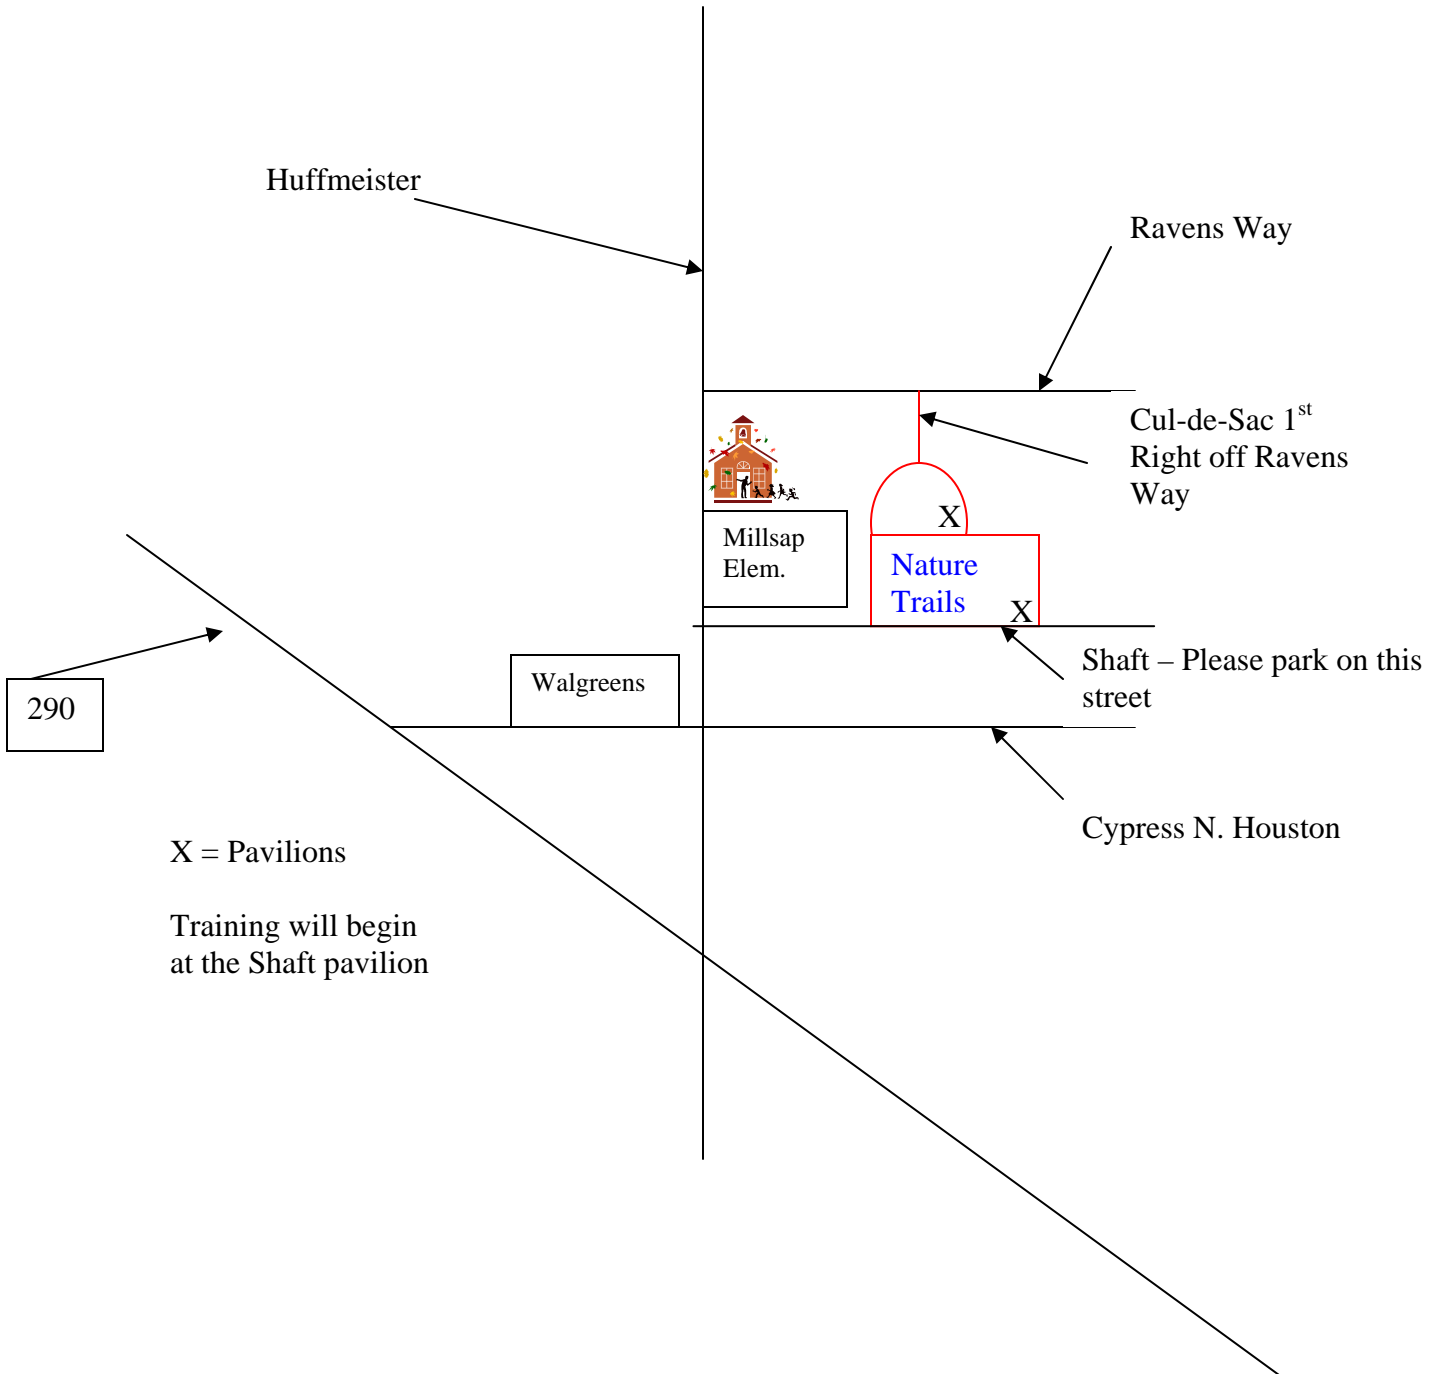 Huffmeister
Ravens Way
Cul-de-Sac 1st
Right off Ravens
Way
X
Millsap
Elem.
Nature
Trails
X
Shaft – Please park on this
street
Walgreens
290
Cypress N. Houston
X = Pavilions
Training will begin
at the Shaft pavilion